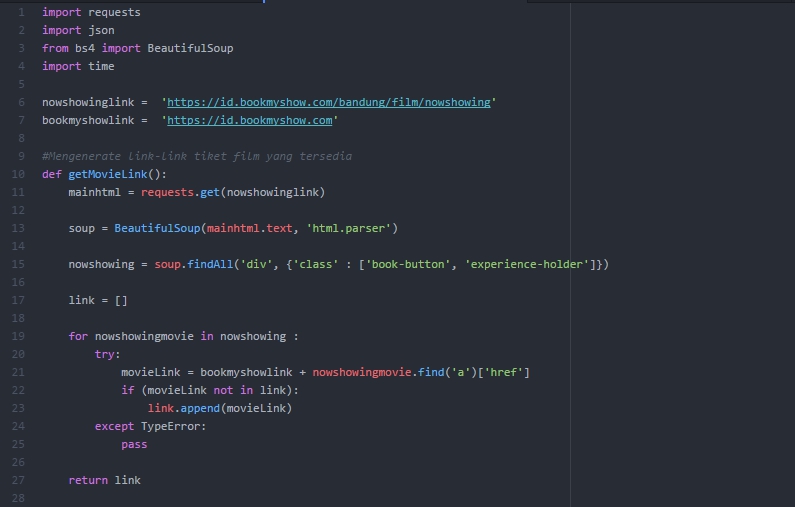 1 import requests
2 import json
3 from bs4 import BeautifulSoup
4 import time
5
6 nowshowinglink =  'https://id.bookmyshow.com/bandung/film/nowshowing'
7 bookmyshowlink =  'https://id.bookmyshow.com'
8
9 #Mengenerate link-link tiket film yang tersedia
10 def getMovieLink():
11     mainhtml = requests.get(nowshowinglink)
12
13     soup = BeautifulSoup(mainhtml.text, 'html.parser')
14
15     nowshowing = soup.findAll('div', {'class' : ['book-button', 'experience-holder']})
16
17     link = []
18
19     for nowshowingmovie in nowshowing :
20         try:
21             movieLink = bookmyshowlink + nowshowingmovie.find('a')['href']
22             if (movieLink not in link):
23                 link.append(movieLink)
24         except TypeError:
25             pass
26
27     return link
28